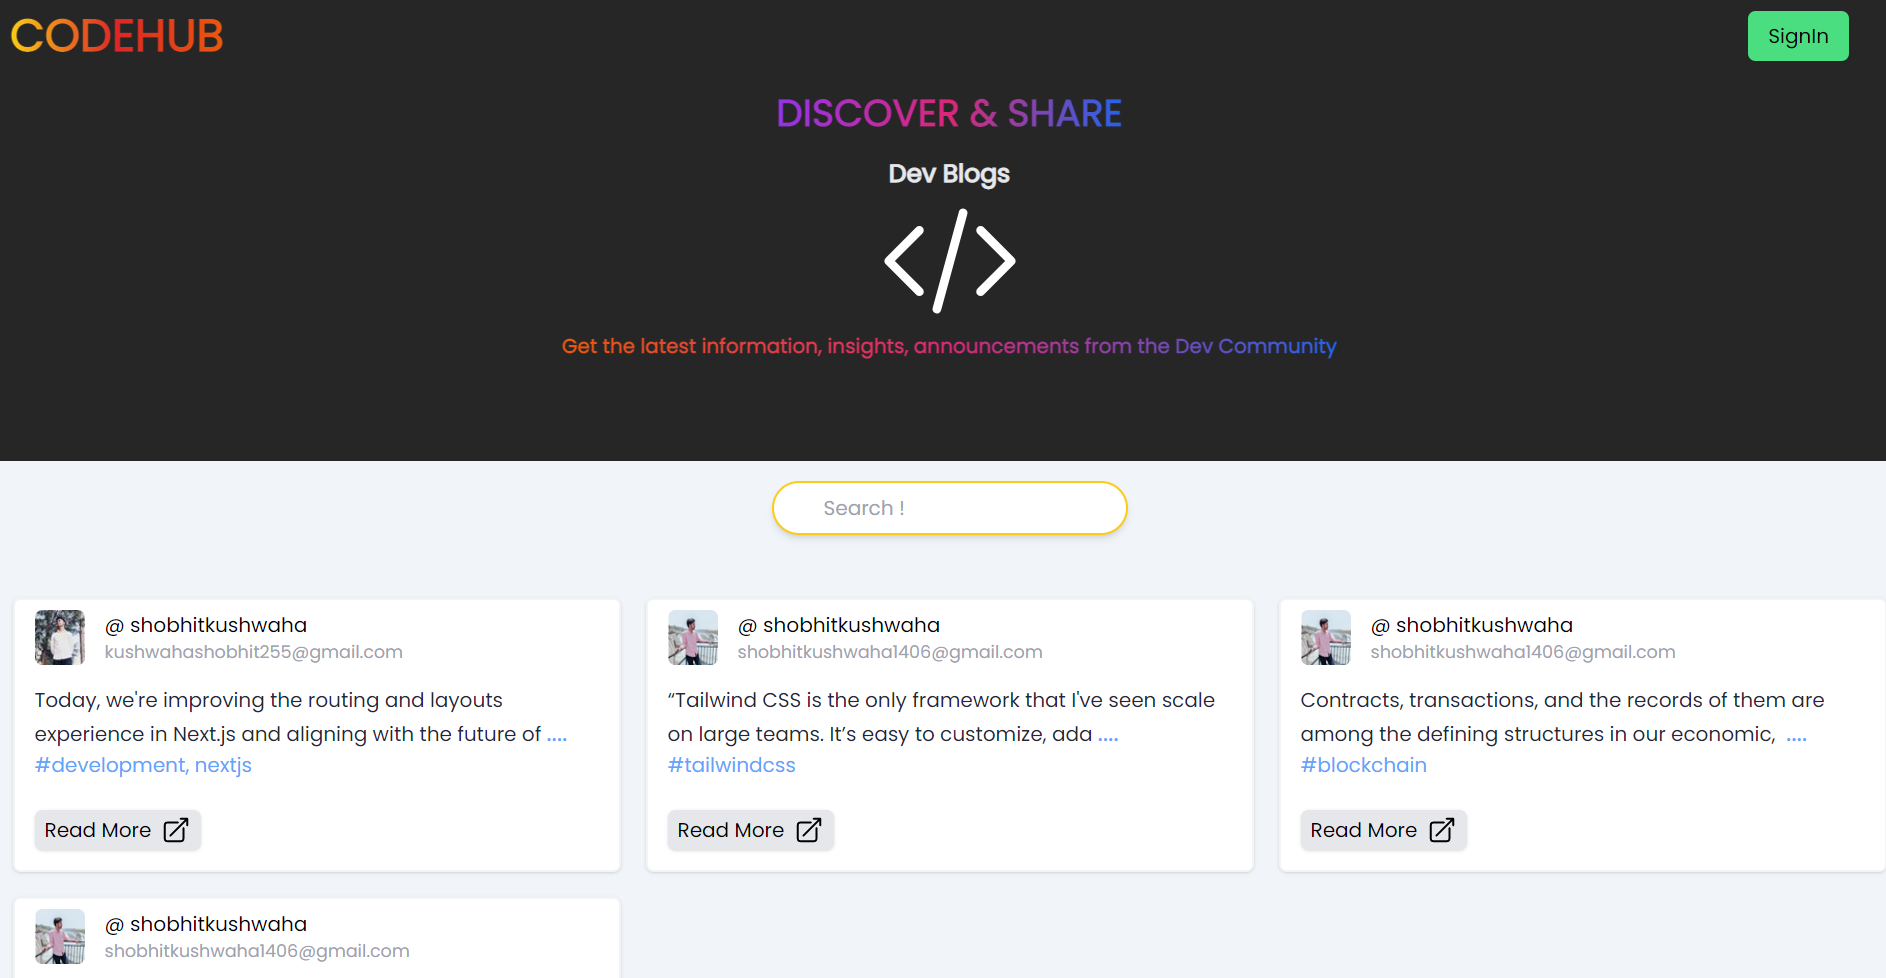 CODEHUB
SignIn
DISCOVER & SHARE
Dev Blogs
</>
Get the latest information, insights, announcements from the Dev Community
Search !
@ shobhitkushwaha
kushwahashobhit255@gmail.com
Today, we're improving the routing and layouts
experience in Next.js and aligning with the future of ....
#development, nextjs
Read More
@ shobhitkushwaha
shobhitkushwaha1406@gmail.com
“Tailwind CSS is the only framework that I've seen scale
on large teams. It’s easy to customize, ada ....
#tailwindcss
Read More
@ shobhitkushwaha
shobhitkushwaha1406@gmail.com
Contracts, transactions, and the records of them are
among the defining structures in our economic, ....
#blockchain
Read More
@ shobhitkushwaha
shobhitkushwaha1406@gmail.com